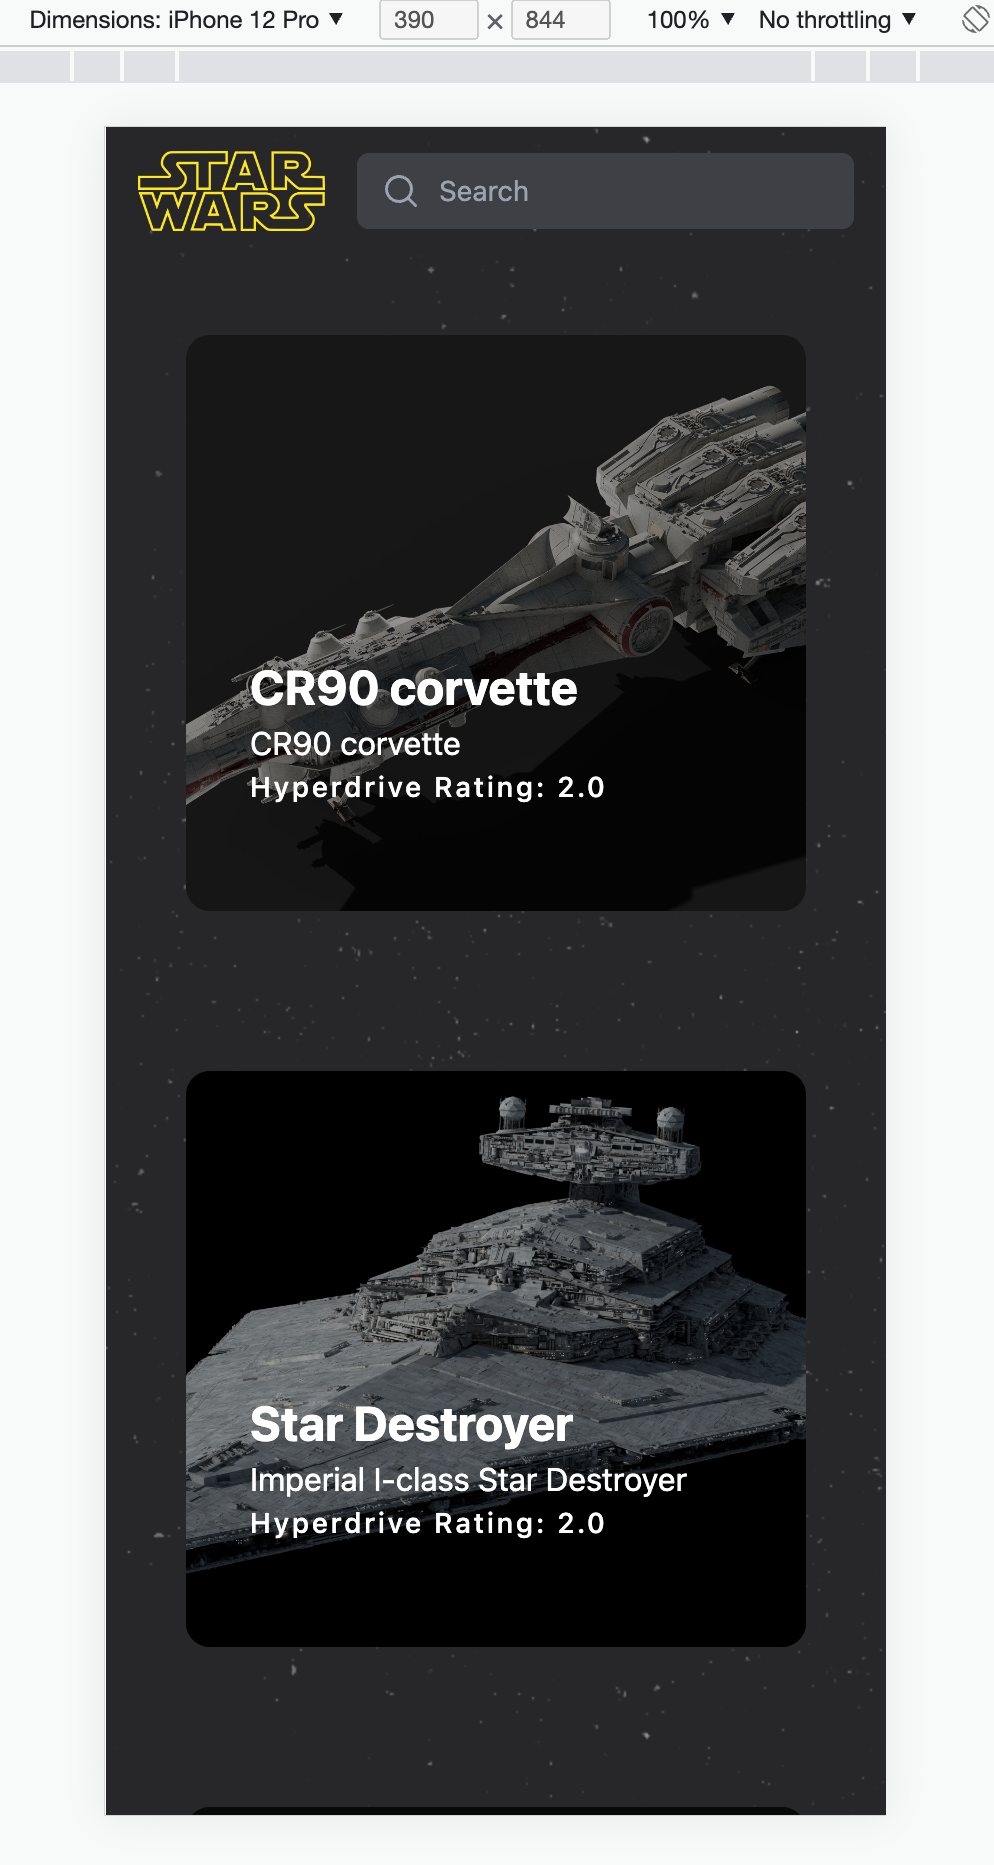 Dimensions: iPhone 12 Pro ▼ 390 × 844 100% ▼ No throttling ▼
STAR
WARS
Search
CR90 corvette
CR90 corvette
Hyperdrive Rating: 2.0
Star Destroyer
Imperial I-class Star Destroyer
Hyperdrive Rating: 2.0